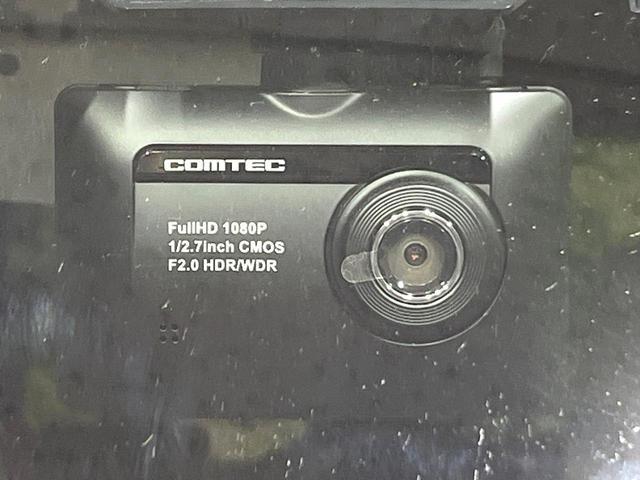 COMTEC
FullHD 1080P
1/2.7inch CMOS
F2.0 HDR/WDR